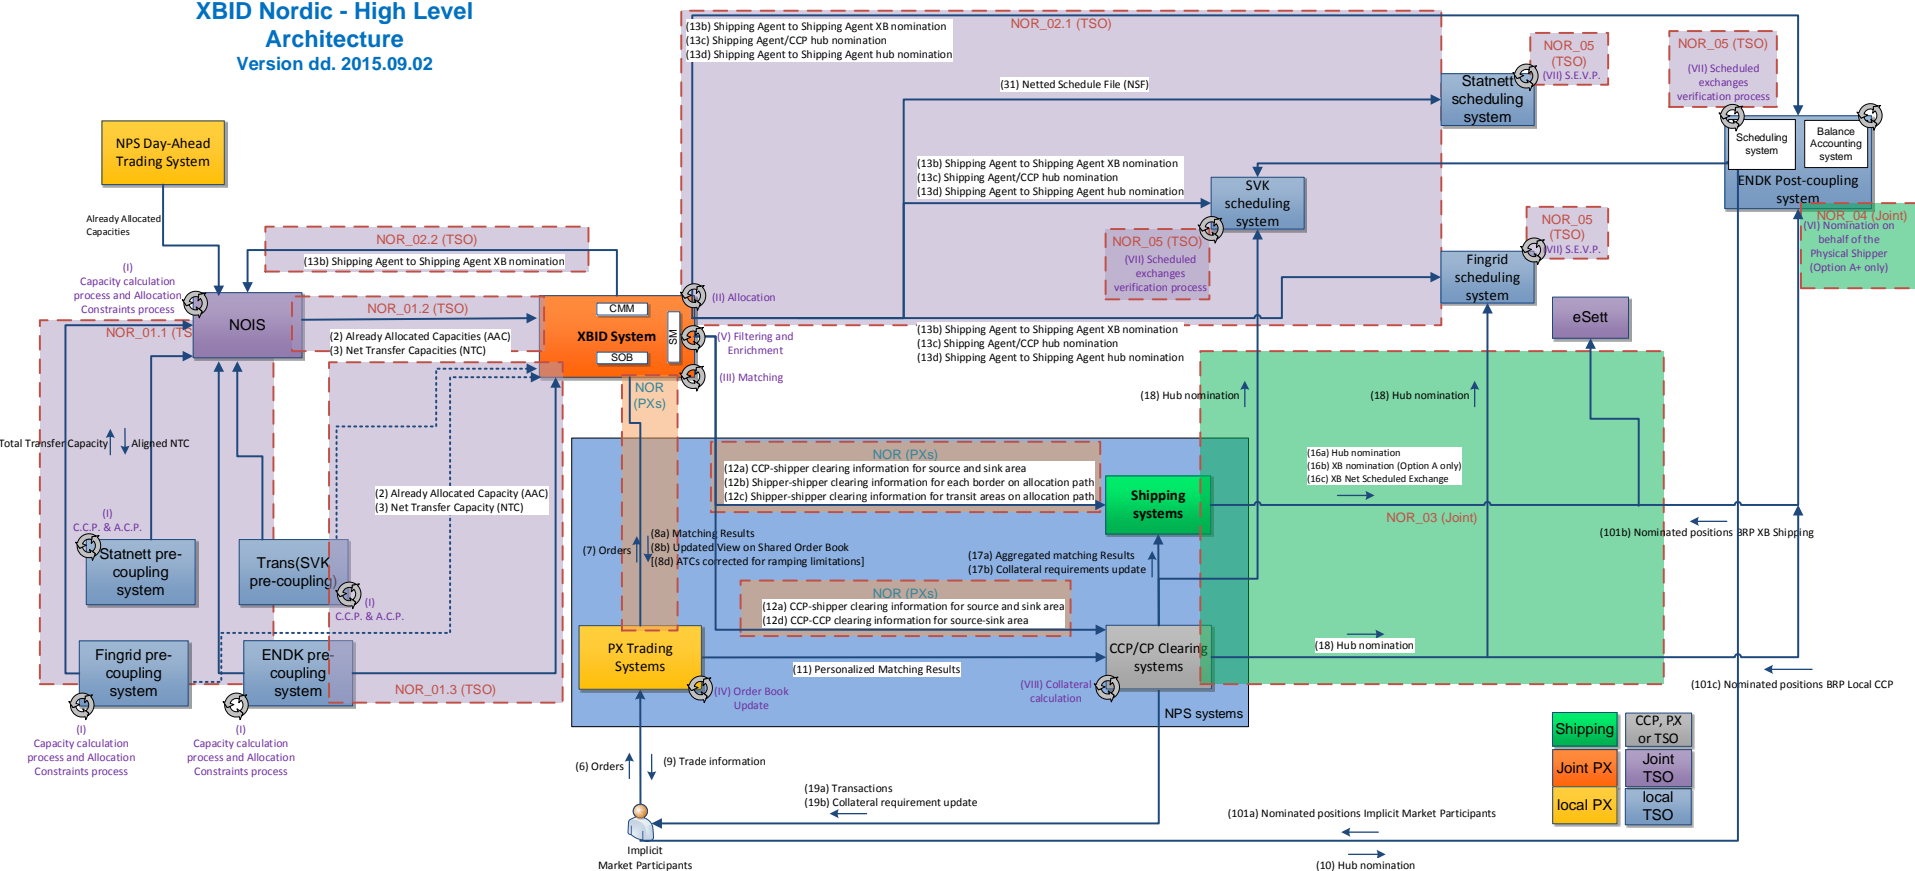 XBID Nordic - High Level
Architecture
Version dd. 2015.09.02
NPS Day-Ahead
Trading System
Already Allocated
Capacities
(I)
Capacity calculation
process and Allocation
Constraints process
NOR_02.2 (TSO)
(13b) Shipping Agent to Shipping Agent XB nomination
NOR_01.1 (TS
NOIS
NOR_01.2 (TSO)
(2) Already Allocated Capacities (AAC)
(3) Net Transfer Capacities (NTC)
CMM
XBID System
SOB
SM
(II) Allocation
(V) Filtering and
Enrichment
(III) Matching
NOR_02.1 (TSO)
(13b) Shipping Agent to Shipping Agent XB nomination
(13c) Shipping Agent/CCP hub nomination
(13d) Shipping Agent to Shipping Agent hub nomination
(31) Netted Schedule File (NSF)
Statnett
scheduling
system
NOR_05
(TSO)
(VII) S.E.V.P.
NOR_05 (TSO)
(VII) Scheduled
exchanges
verification process
Scheduling
system
Balance
Accounting
system
ENDK Post-coupling
system
(13b) Shipping Agent to Shipping Agent XB nomination
(13c) Shipping Agent/CCP hub nomination
(13d) Shipping Agent to Shipping Agent hub nomination
SVK
scheduling
system
NOR_05 (TSO)
(VII) Scheduled
exchanges
verification process
NOR_05
(TSO)
(VII) S.E.V.P.
Fingrid
scheduling
system
NOR_04 (Joint)
(VI) Nomination on
behalf of the
Physical Shipper
(Option A+ only)
eSett
(13b) Shipping Agent to Shipping Agent XB nomination
(13c) Shipping Agent/CCP hub nomination
(13d) Shipping Agent to Shipping Agent hub nomination
NOR
(PXs)
(18) Hub nomination
(18) Hub nomination
Total Transfer Capacity
Aligned NTC
(2) Already Allocated Capacity (AAC)
(3) Net Transfer Capacity (NTC)
(I)
C.C.P. & A.C.P.
Statnett pre-
coupling
system
Trans(SVK
pre-coupling)
(I)
C.C.P. & A.C.P.
Fingrid pre-
coupling
system
ENDK pre-
coupling
system
NOR_01.3 (TSO)
(I)
Capacity calculation
process and Allocation
Constraints process
(I)
Capacity calculation
process and Allocation
Constraints process
NOR (PXs)
(12a) CCP-shipper clearing information for source and sink area
(12b) Shipper-shipper clearing information for each border on allocation path
(12c) Shipper-shipper clearing information for transit areas on allocation path
Shipping
systems
(16a) Hub nomination
(16b) XB nomination (Option A only)
(16c) XB Net Scheduled Exchange
NOR_03 (Joint)
(101b) Nominated positions BRP XB Shipping
(7) Orders
(8a) Matching Results
(8b) Updated View on Shared Order Book
[(8d) ATCs corrected for ramping limitations]
(17a) Aggregated matching Results
(17b) Collateral requirements update
NOR (PXs)
(12a) CCP-shipper clearing information for source and sink area
(12d) CCP-CCP clearing information for source-sink area
PX Trading
Systems
(11) Personalized Matching Results
CCP/CP Clearing
systems
(18) Hub nomination
(IV) Order Book
Update
(VIII) Collateral
calculation
NPS systems
(101c) Nominated positions BRP Local CCP
(6) Orders
(9) Trade information
(19a) Transactions
(19b) Collateral requirement update
Implicit
Market Participants
(101a) Nominated positions Implicit Market Participants
(10) Hub nomination
Shipping
CCP, PX
or TSO
Joint PX
Joint
TSO
local PX
local
TSO